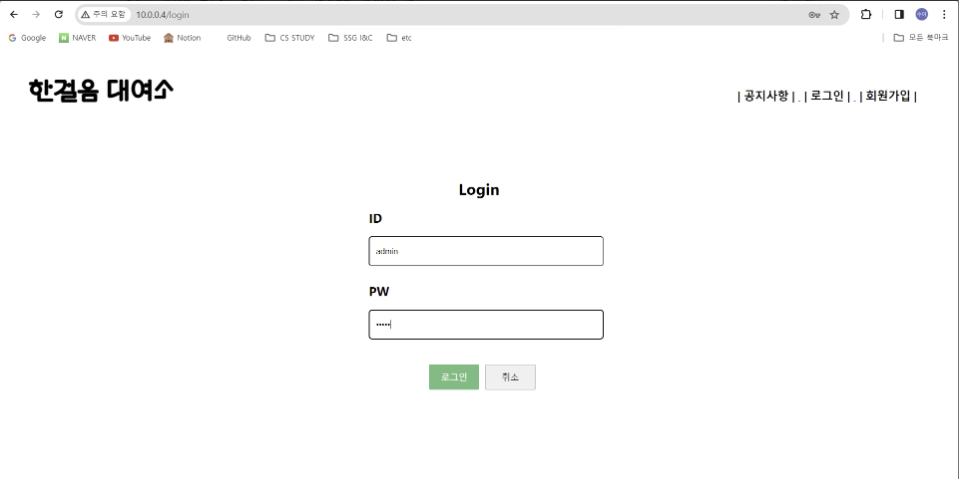 주의 요함 10.0.0.4/login 수이
Google NAVER YouTube Notion GitHub CS STUDY SSG I&C etc 모든 북마크
한걸음 대여소
| 공지사항 | . | 로그인 | . | 회원가입 |
Login
ID
admin
PW
•••••
로그인 취소